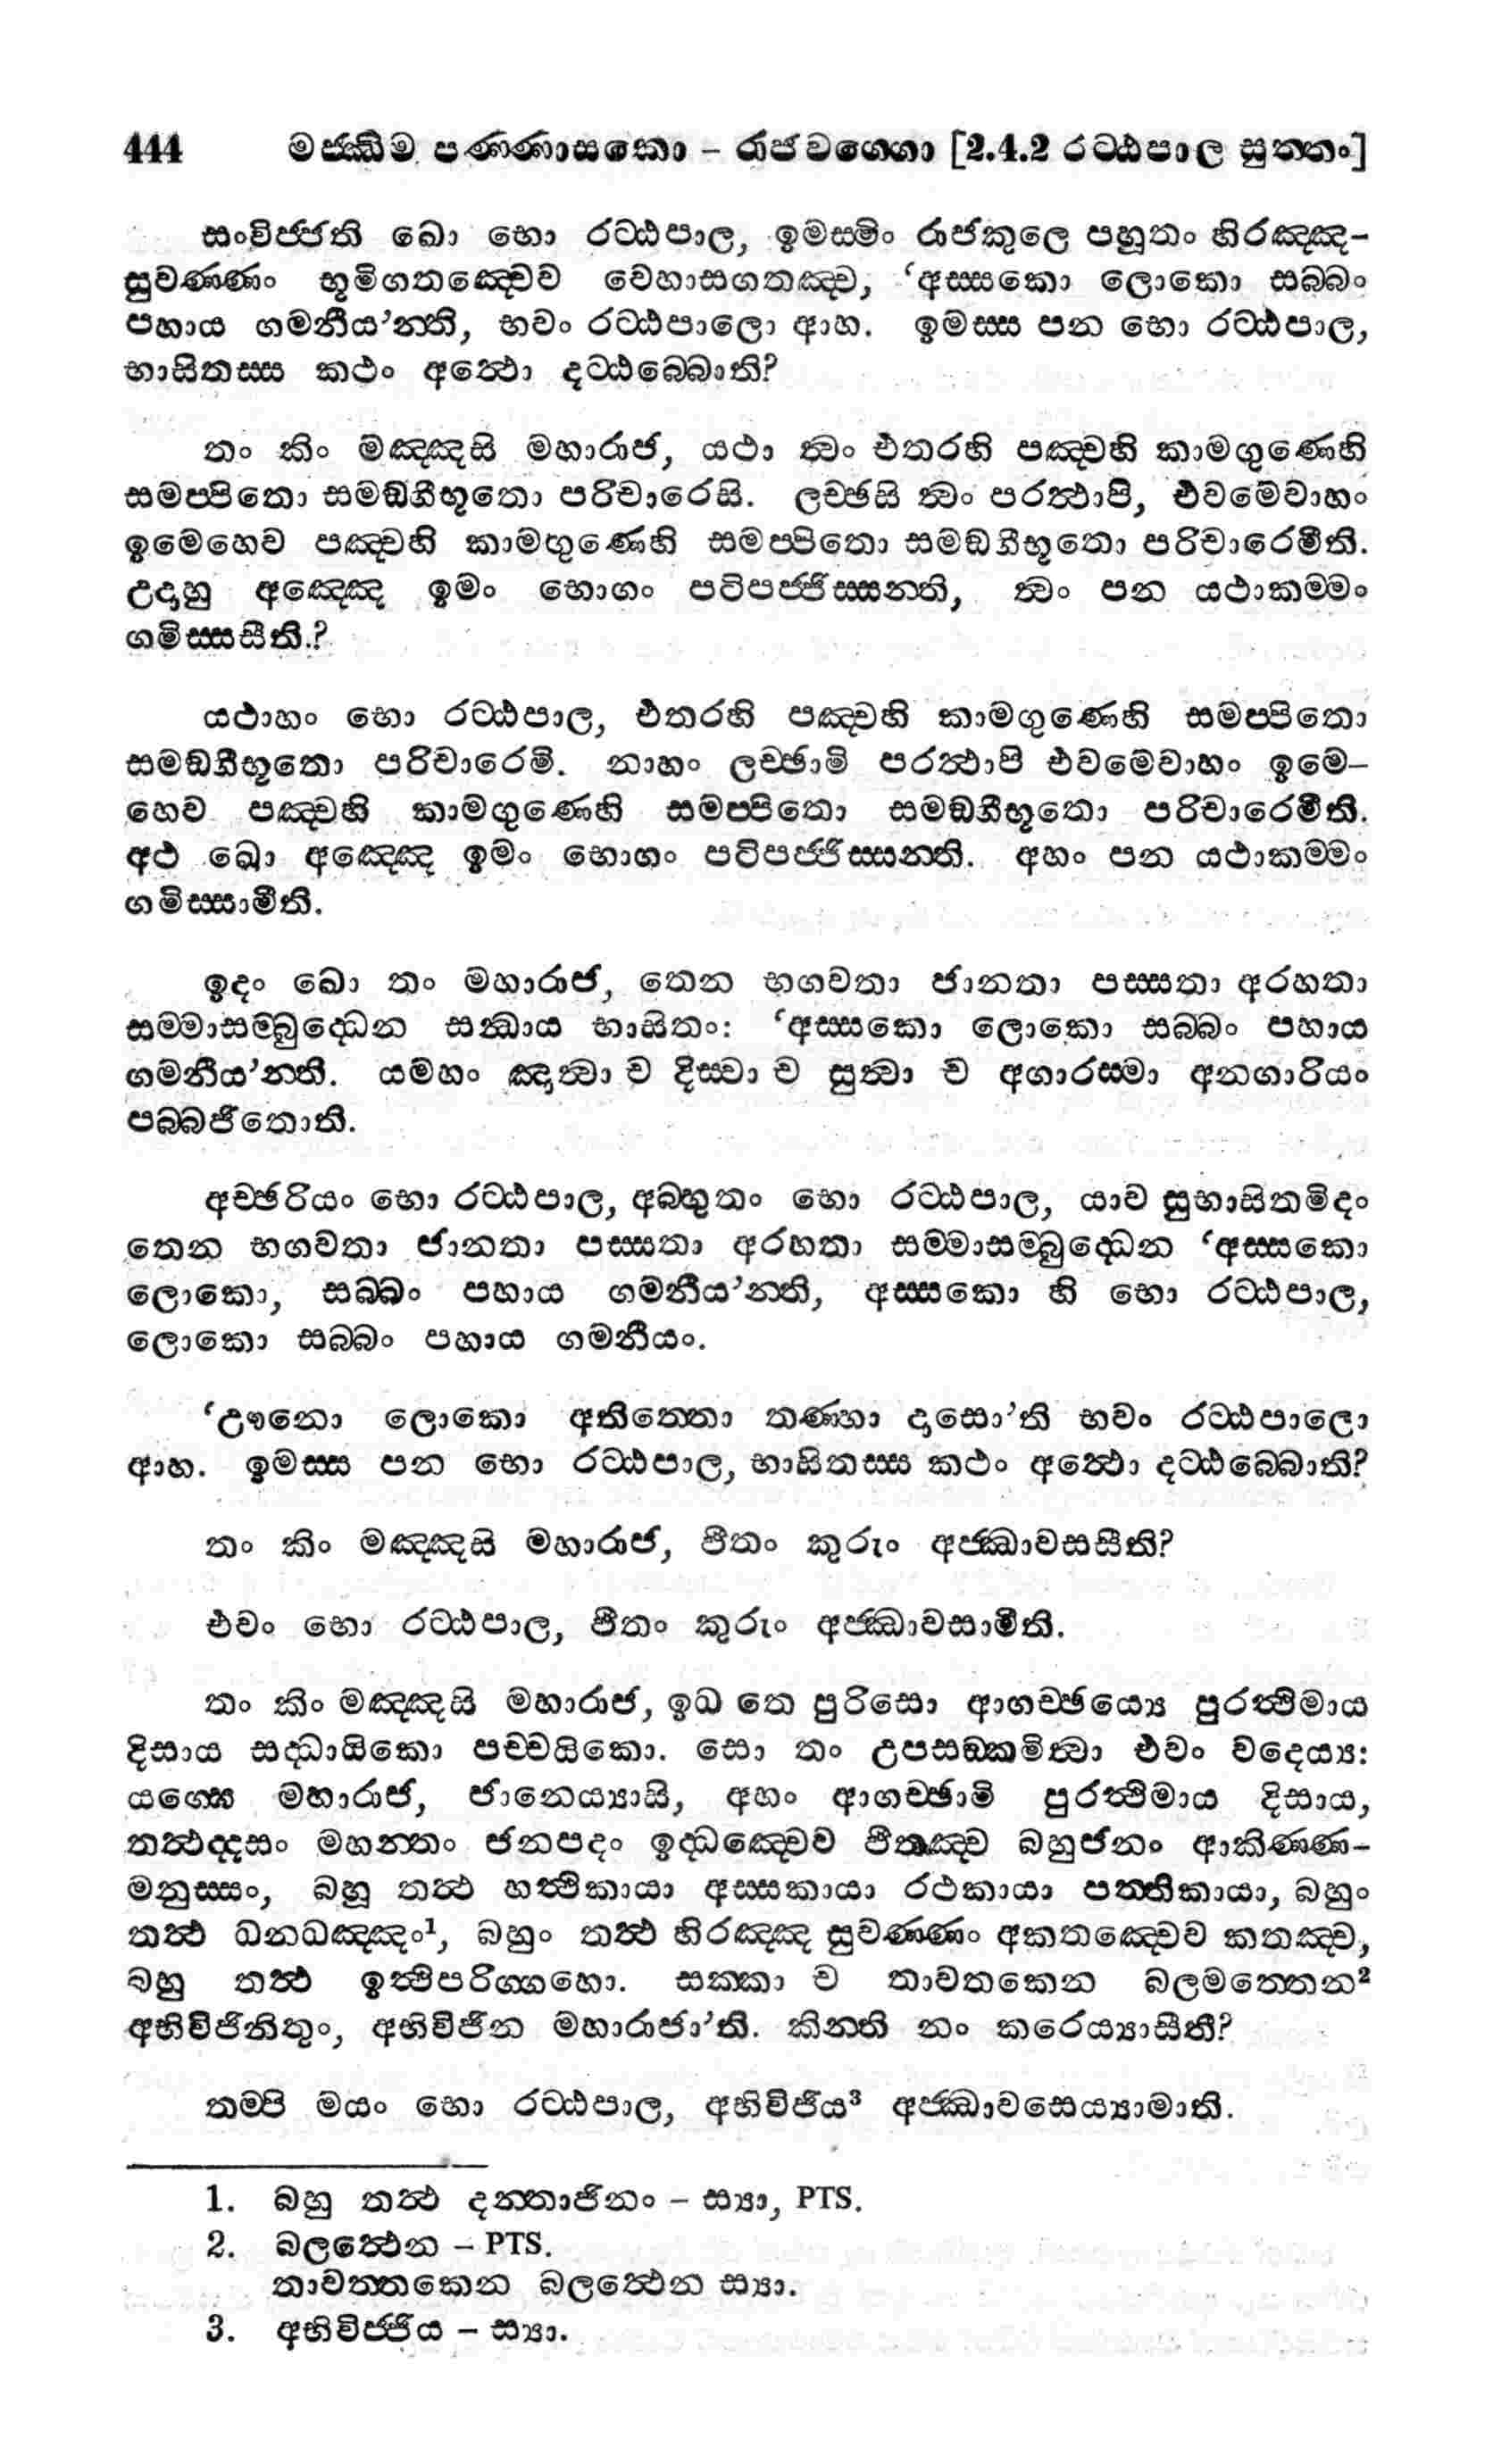 444 මජ්ඣිම පණ්ණාසකො – රාජවග්ගො [2.4.2 රට්ඨපාල සුත්තං]
සංවිජ්ජති ඛො භො රට්ඨපාල, ඉමස්මිං රාජකුලෙ පහූතං හිරඤ්ඤ-
සුවණ්ණං භූමිගතඤ්චෙව වෙහාසගතඤ්ච, ‘අස්සකො ලොකො සබ්බං
පහාය ගමනීය’න්ති, භවං රට්ඨපාලො ආහ. ඉමස්ස පන භො රට්ඨපාල,
භාසිතස්ස කථං අත්ථො දට්ඨබ්බොති?
තං කිං මඤ්ඤසි මහාරාජ, යථා ත්වං එතරහි පඤ්චහි කාමගුණෙහි
සමප්පිතො සමඞ්ගීභූතො පරිචාරෙසි. ලච්ඡසි ත්වං පරත්ථාපි, එවමෙවාහං
ඉමෙහෙව පඤ්චහි කාමගුණෙහි සමප්පිතො සමඞ්ගීභූතො පරිචාරෙමීති.
උදාහු අඤ්ඤෙ ඉමං භොගං පටිපජ්ජිස්සන්ති, ත්වං පන යථාකම්මං
ගමිස්සසීති.?
යථාහං භො රට්ඨපාල, එතරහි පඤ්චහි කාමගුණෙහි සමප්පිතො
සමඞ්ගීභූතො පරිචාරෙමි. නාහං ලච්ඡාමි පරත්ථාපි එවමෙවාහං ඉමෙ–
හෙව පඤ්චහි කාමගුණෙහි සමප්පිතො සමඞ්ගීභූතො පරිචාරෙමීති.
අථ ඛො අඤ්ඤෙ ඉමං භොගං පටිපජ්ජිස්සන්ති. අහං පන යථාකම්මං
ගමිස්සාමීති.
ඉදං ඛො තං මහාරාජ, තෙන භගවතා ජානතා පස්සතා අරහතා
සම්මාසම්බුද්ධෙන සන්ධාය භාසිතං: ‘අස්සකො ලොකො සබ්බං පහාය
ගමනීය’න්ති. යමහං ඤත්වා ච දිස්වා ච සුත්වා ච අගාරස්මා අනගාරියං
පබ්බජිතොති.
අච්ඡරියං භො රට්ඨපාල, අබ්භුතං භො රට්ඨපාල, යාව සුභාසිතමිදං
තෙන භගවතා ජානතා පස්සතා අරහතා සම්මාසම්බුද්ධෙන ‘අස්සකො
ලොකො, සබ්බං පහාය ගමනීය’න්ති, අස්සකො හි භො රට්ඨපාල,
ලොකො සබ්බං පහාය ගමනීයං.
‘ඌනො ලොකො අතිත්තො තණ්හා දාසො’ති භවං රට්ඨපාලො
ආහ. ඉමස්ස පන භො රට්ඨපාල, භාසිතස්ස කථං අත්ථො දට්ඨබ්බොති?
තං කිං මඤ්ඤසි මහාරාජ, ඵීතං කුරුං අජ්ඣාවසසීති?
එවං භො රට්ඨපාල, ඵීතං කුරුං අජ්ඣාවසාමීති.
තං කිං මඤ්ඤසි මහාරාජ, ඉධ තෙ පුරිසො ආගච්ඡෙය්‍ය පුරත්ථිමාය
දිසාය සද්ධායිකො පච්චයිකො. සො තං උපසඞ්කමිත්වා එවං වදෙය්‍ය:
යග්ඝෙ මහාරාජ, ජානෙය්‍යාසි, අහං ආගච්ඡාමි පුරත්ථිමාය දිසාය,
තත්ථද්දසං මහන්තං ජනපදං ඉද්ධඤ්චෙව ඵීතඤ්ච බහුජනං ආකිණ්ණ-
මනුස්සං, බහූ තත්ථ හත්ථිකායා අස්සකායා රථකායා පත්තිකායා, බහුං
තත්ථ ධනධඤ්ඤං¹, බහුං තත්ථ හිරඤ්ඤ සුවණ්ණං අකතඤ්චෙව කතඤ්ච,
බහු තත්ථ ඉත්ථිපරිග්ගහො. සක්කා ච තාවතකෙන බලමත්තෙන²
අභිවිජිනිතුං, අභිවිජින මහාරාජා’ති. කින්ති නං කරෙය්‍යාසීති?
තම්පි මයං භො රට්ඨපාල, අභිවිජිය³ අජ්ඣාවසෙය්‍යාමාති.
1. බහු තත්ථ දන්තාජිනං – ස්‍යා, PTS.
2. බලත්ථෙන – PTS.
තාවත්තකෙන බලත්ථෙන ස්‍යා.
3. අභිවිජ්ජිය – ස්‍යා.